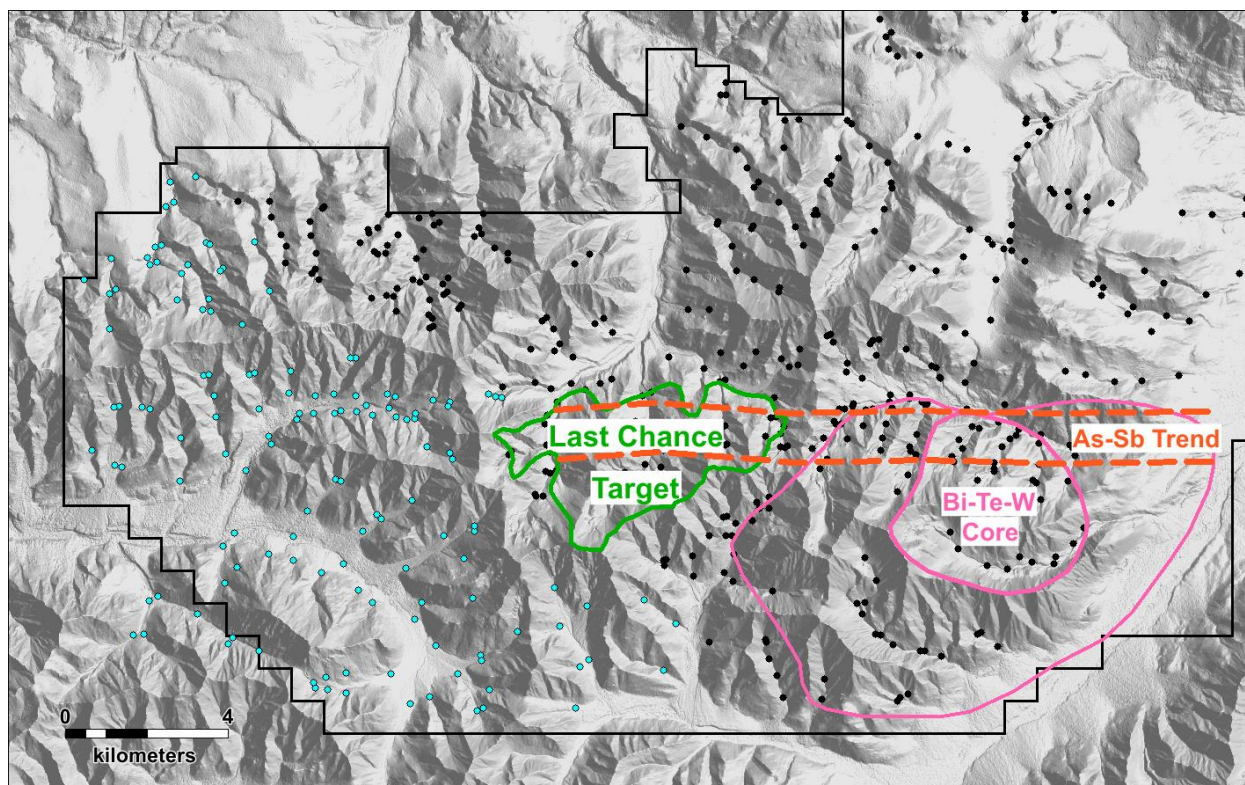 Last Chance
Target
As-Sb Trend
Bi-Te-W
Core
0 4
kilometers